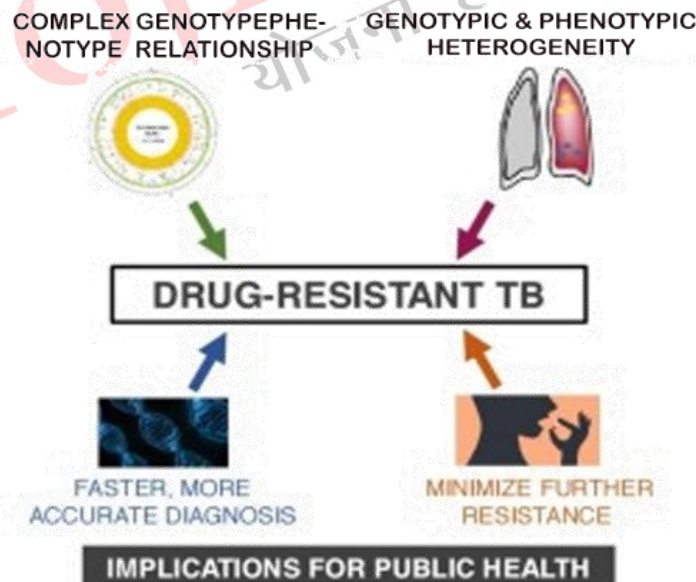 COMPLEX GENOTYPEPHE-
NOTYPE RELATIONSHIP
GENOTYPIC & PHENOTYPIC
HETEROGENEITY
योजना
DRUG-RESISTANT TB
FASTER, MORE
ACCURATE DIAGNOSIS
MINIMIZE FURTHER
RESISTANCE
IMPLICATIONS FOR PUBLIC HEALTH